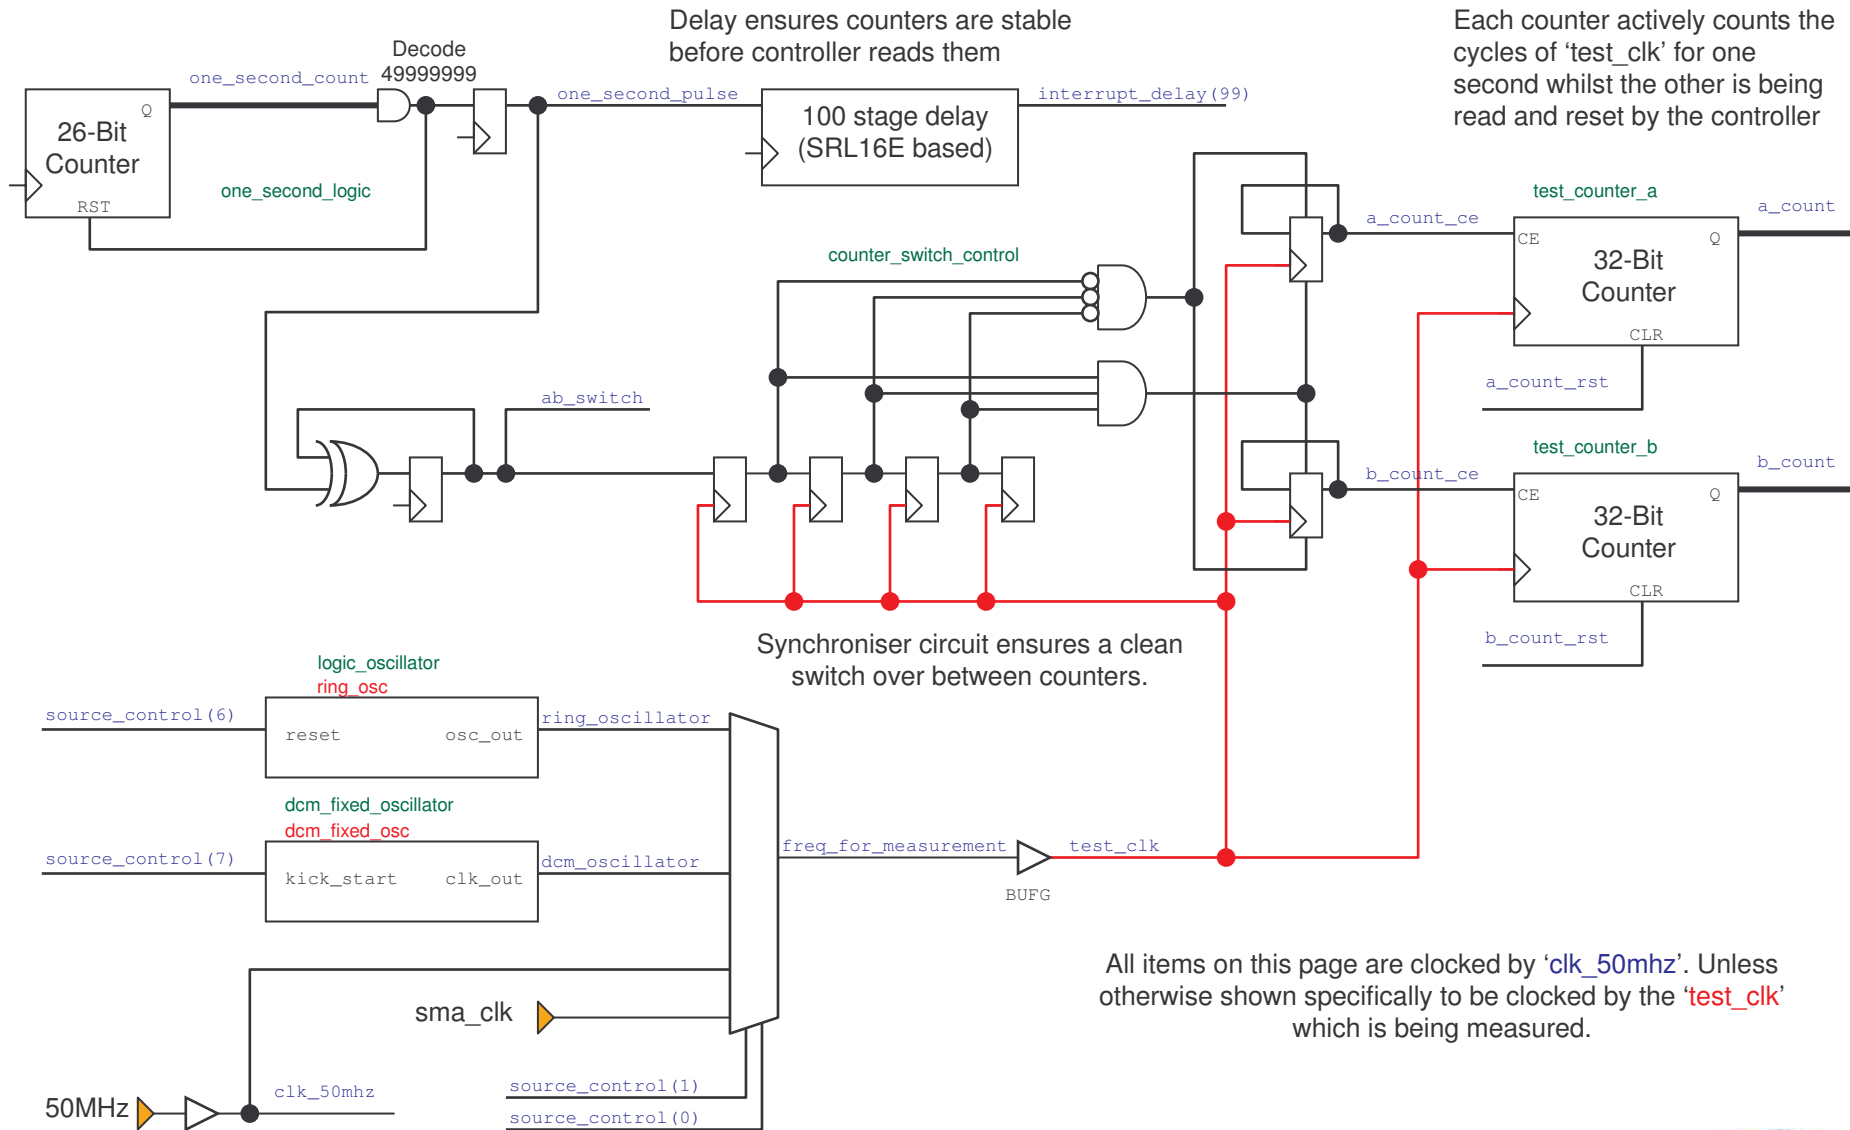 Delay ensures counters are stable
before controller reads them
Each counter actively counts the
cycles of ‘test_clk’ for one
second whilst the other is being
read and reset by the controller
Decode
49999999
one_second_count
Q
26-Bit
Counter
RST
one_second_logic
one_second_pulse
100 stage delay
(SRL16E based)
interrupt_delay(99)
test_counter_a
a_count_ce
CE
Q
32-Bit
Counter
CLR
a_count
a_count_rst
counter_switch_control
ab_switch
test_counter_b
b_count_ce
CE
Q
32-Bit
Counter
CLR
b_count
b_count_rst
Synchroniser circuit ensures a clean
switch over between counters.
logic_oscillator
ring_osc
source_control(6)
reset
osc_out
ring_oscillator
dcm_fixed_oscillator
dcm_fixed_osc
source_control(7)
kick_start
clk_out
dcm_oscillator
freq_for_measurement
BUFG
test_clk
sma_clk
All items on this page are clocked by ‘clk_50mhz’. Unless
otherwise shown specifically to be clocked by the ‘test_clk’
which is being measured.
50MHz
clk_50mhz
source_control(1)
source_control(0)